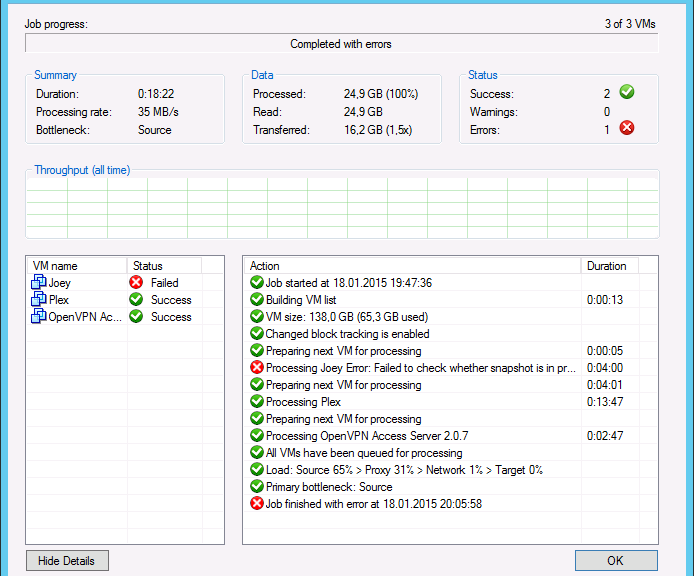 Job progress: 3 of 3 VMs
Completed with errors
Summary
Duration: 0:18:22
Processing rate: 35 MB/s
Bottleneck: Source
Data
Processed: 24,9 GB (100%)
Read: 24,9 GB
Transferred: 16,2 GB (1,5x)
Status
Success: 2
Warnings: 0
Errors: 1
Throughput (all time)
VM name Status
Joey Failed
Plex Success
OpenVPN Ac... Success
Action Duration
Job started at 18.01.2015 19:47:36
Building VM list 0:00:13
VM size: 138,0 GB (65,3 GB used)
Changed block tracking is enabled
Preparing next VM for processing 0:00:05
Processing Joey Error: Failed to check whether snapshot is in pr... 0:04:00
Preparing next VM for processing 0:04:01
Processing Plex 0:13:47
Preparing next VM for processing
Processing OpenVPN Access Server 2.0.7 0:02:47
All VMs have been queued for processing
Load: Source 65% > Proxy 31% > Network 1% > Target 0%
Primary bottleneck: Source
Job finished with error at 18.01.2015 20:05:58
Hide Details
OK